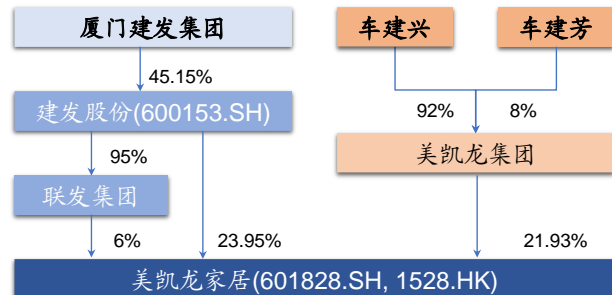 厦门建发集团
车建兴
车建芳
45.15%
92%
8%
建发股份(600153.SH)
美凯龙集团
95%
联发集团
6%
23.95%
21.93%
美凯龙家居(601828.SH, 1528.HK)